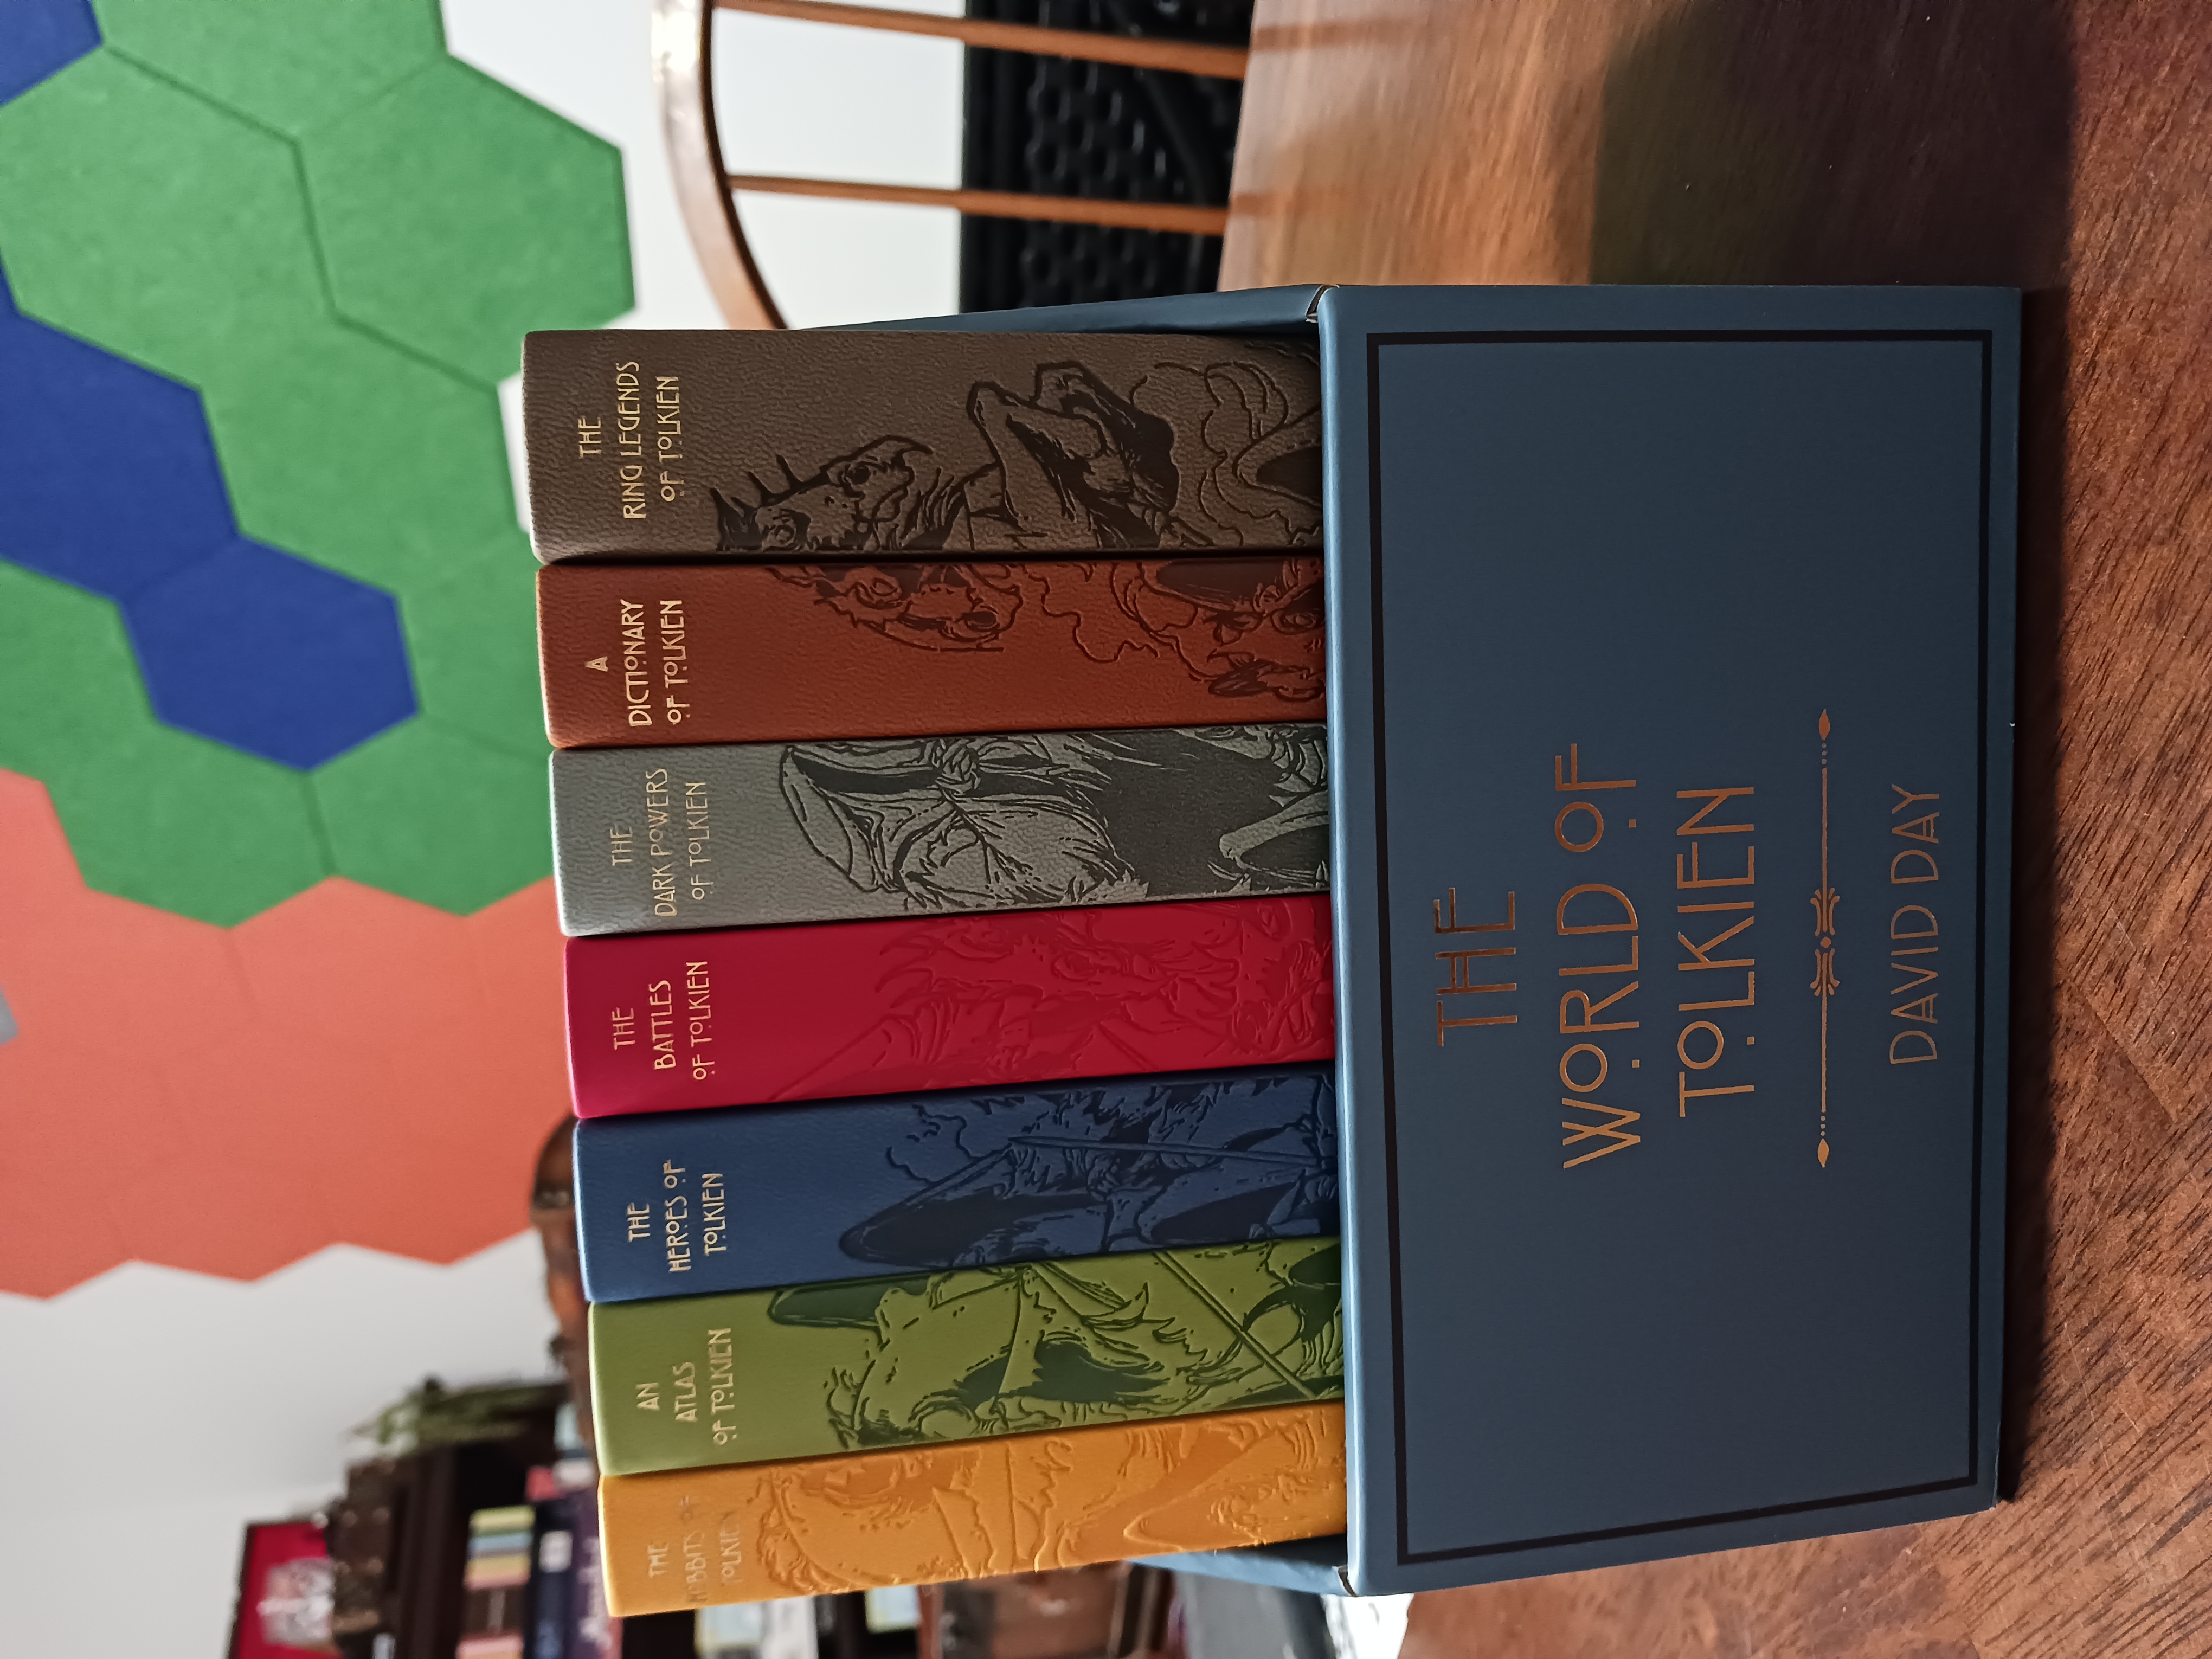 THE
HOBBITS OF
TOLKIEN
AN
ATLAS
OF TOLKIEN
THE
HEROES OF
TOLKIEN
THE
BATTLES
OF TOLKIEN
THE
DARK POWERS
OF TOLKIEN
A
DICTIONARY
OF TOLKIEN
THE
RING LEGENDS
OF TOLKIEN
THE
WORLD OF
TOLKIEN
DAVID DAY